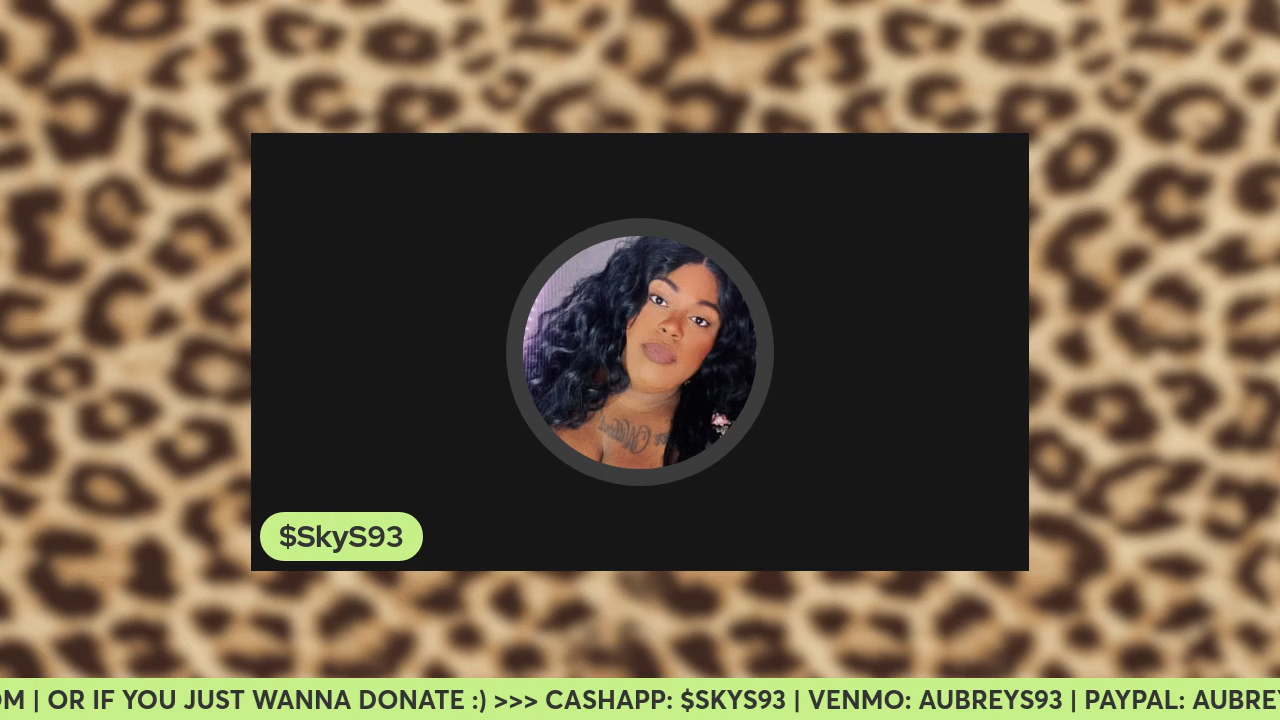 $SkyS93
OM | OR IF YOU JUST WANNA DONATE :) >>> CASHAPP: $SKYS93 | VENMO: AUBREYS93 | PAYPAL: AUBREY